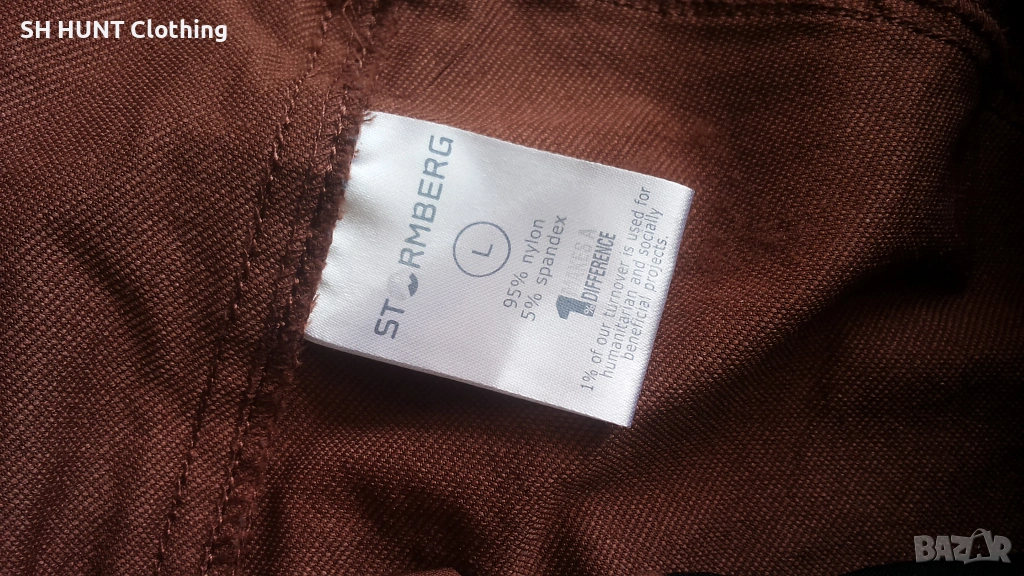 SH HUNT Clothing
STORMBERG
L
95% nylon
5% spandex
1% MAKES A
DIFFERENCE
1% of our turnover is used for
humanitarian and socially
beneficial projects.
BAZAR